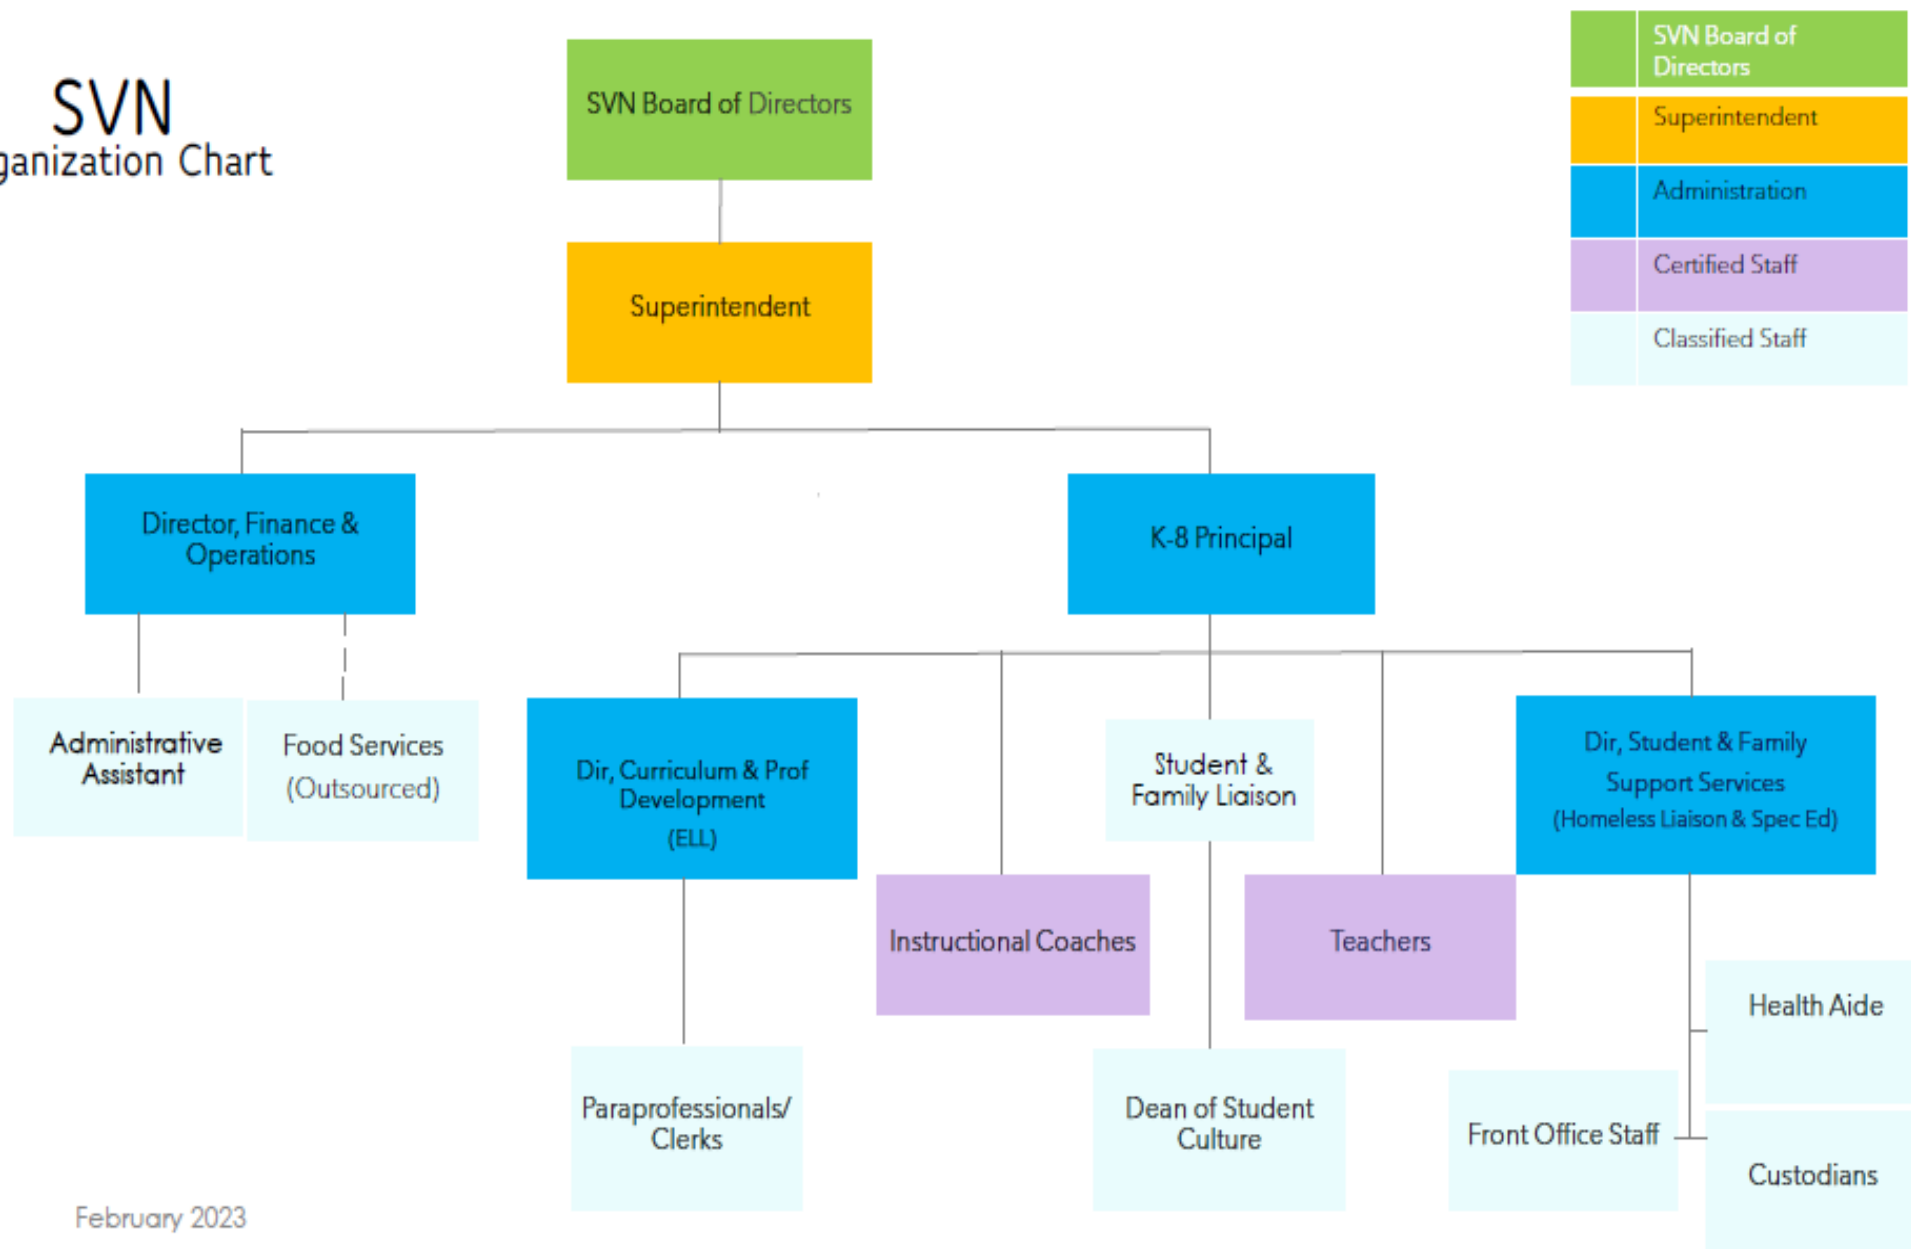 SVN
ganization Chart
SVN Board of Directors
Superintendent
SVN Board of
Directors
Superintendent
Administration
Certified Staff
Classified Staff
Director, Finance &
Operations
K-8 Principal
Administrative
Assistant
Food Services
(Outsourced)
Dir, Curriculum & Prof
Development
(ELL)
Student &
Family Liaison
Dir, Student & Family
Support Services
(Homeless Liaison & Spec Ed)
Instructional Coaches
Teachers
Health Aide
Paraprofessionals/
Clerks
Dean of Student
Culture
Front Office Staff
Custodians
February 2023